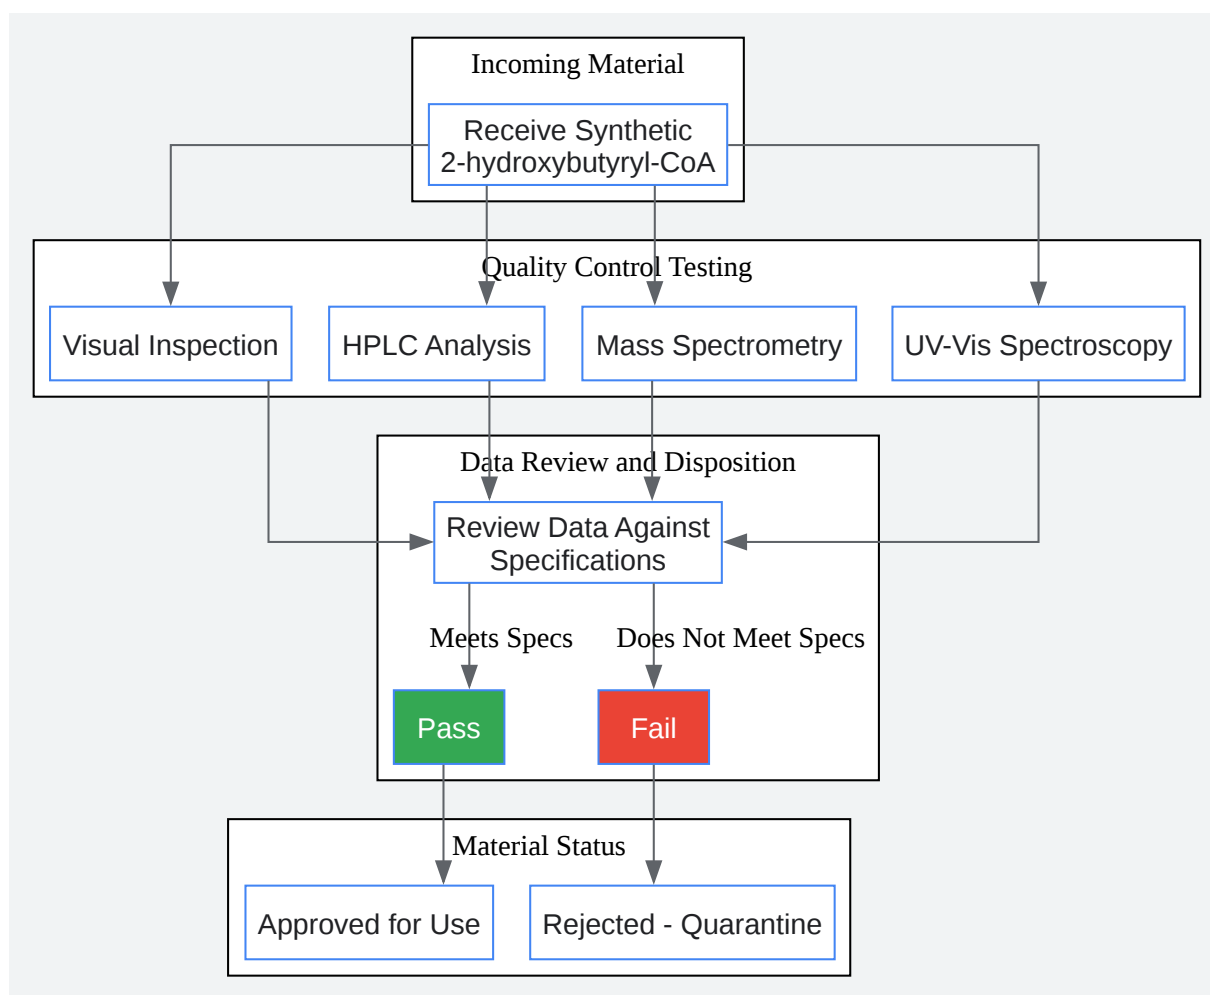 Incoming Material
Receive Synthetic
2-hydroxybutyryl-CoA
Quality Control Testing
Visual Inspection
HPLC Analysis
Mass Spectrometry
UV-Vis Spectroscopy
Data Review and Disposition
Review Data Against
Specifications
Meets Specs
Does Not Meet Specs
Pass
Fail
Material Status
Approved for Use
Rejected - Quarantine